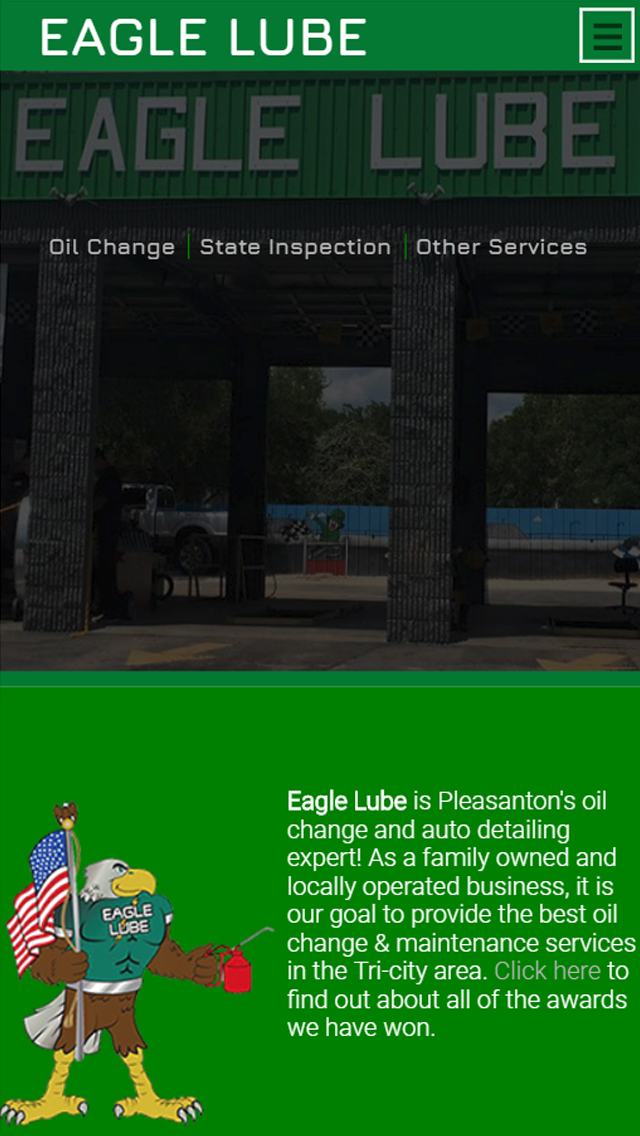 EAGLE LUBE
EAGLE LUBE
Oil Change | State Inspection | Other Services
Eagle Lube is Pleasanton's oil
change and auto detailing
expert! As a family owned and
locally operated business, it is
our goal to provide the best oil
change & maintenance services
in the Tri-city area. Click here to
find out about all of the awards
we have won.
EAGLE
LUBE